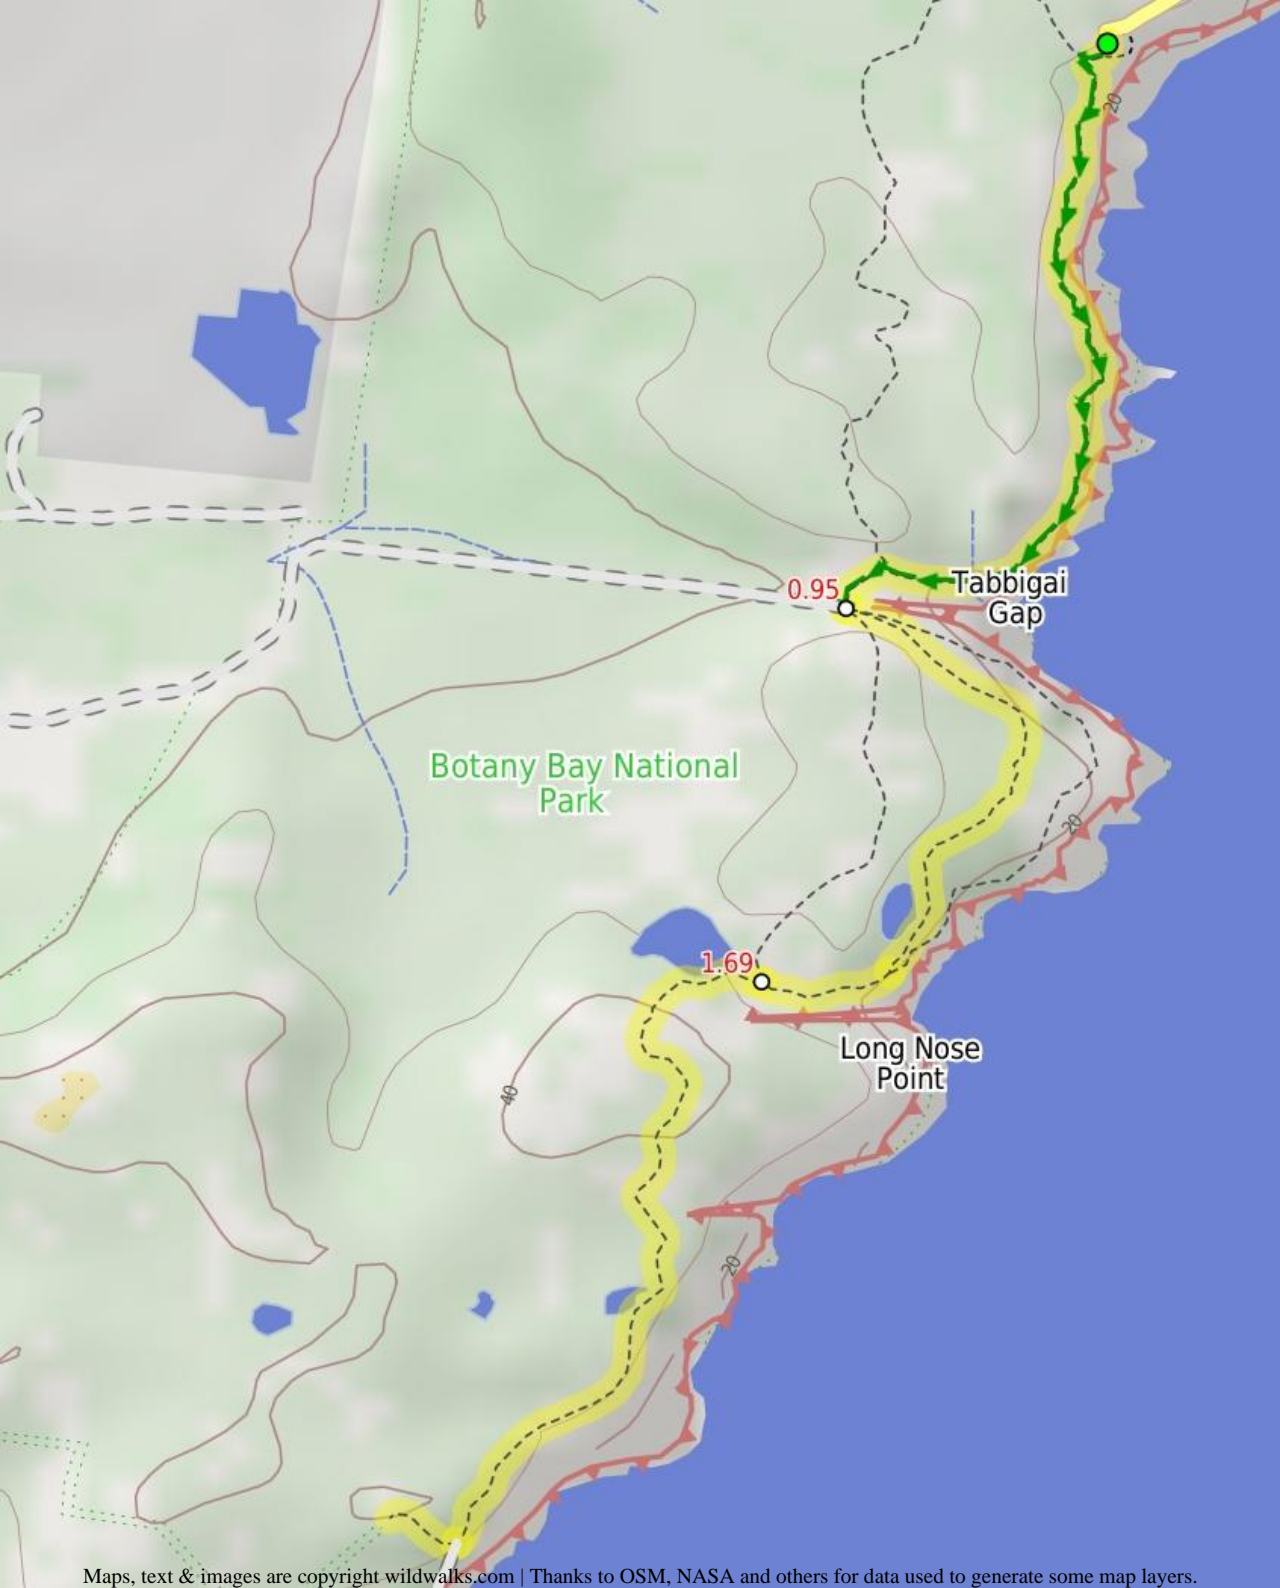 20
0.95
Tabbigai
Gap
Botany Bay National
Park
20
1.69
Long Nose
Point
40
20
Maps, text & images are copyright wildwalks.com | Thanks to OSM, NASA and others for data used to generate some map layers.